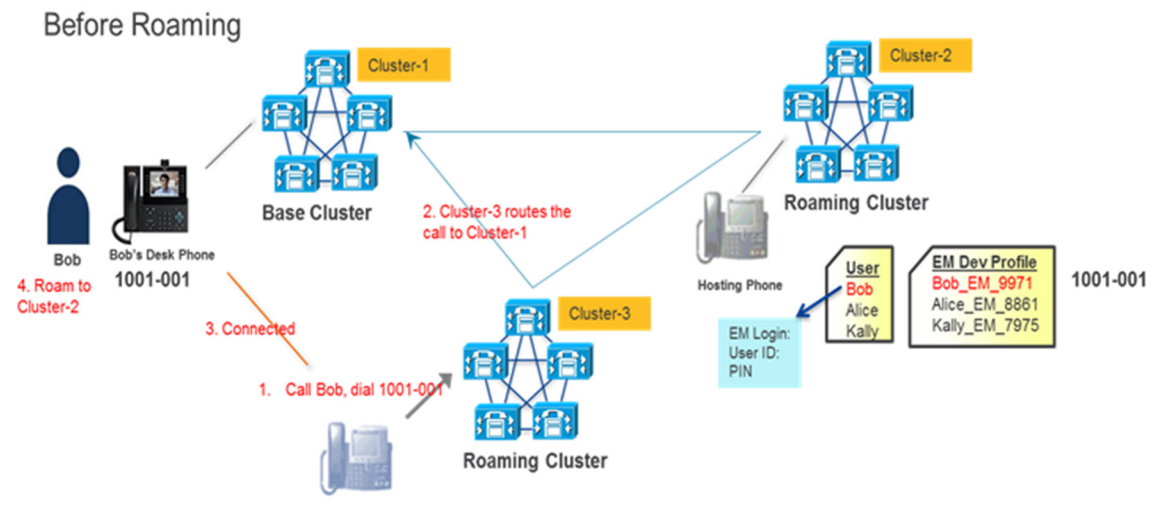 Before Roaming
Cluster-1
Cluster-2
Base Cluster
Roaming Cluster
2. Cluster-3 routes the
call to Cluster-1
Bob
Bob's Desk Phone
1001-001
4. Roam to
Cluster-2
3. Connected
Hosting Phone
User
Bob
Alice
Kally
EM Dev Profile
Bob_EM_9971
Alice_EM_8861
Kally_EM_7975
1001-001
EM Login:
User ID:
PIN
Cluster-3
1. Call Bob, dial 1001-001
Roaming Cluster